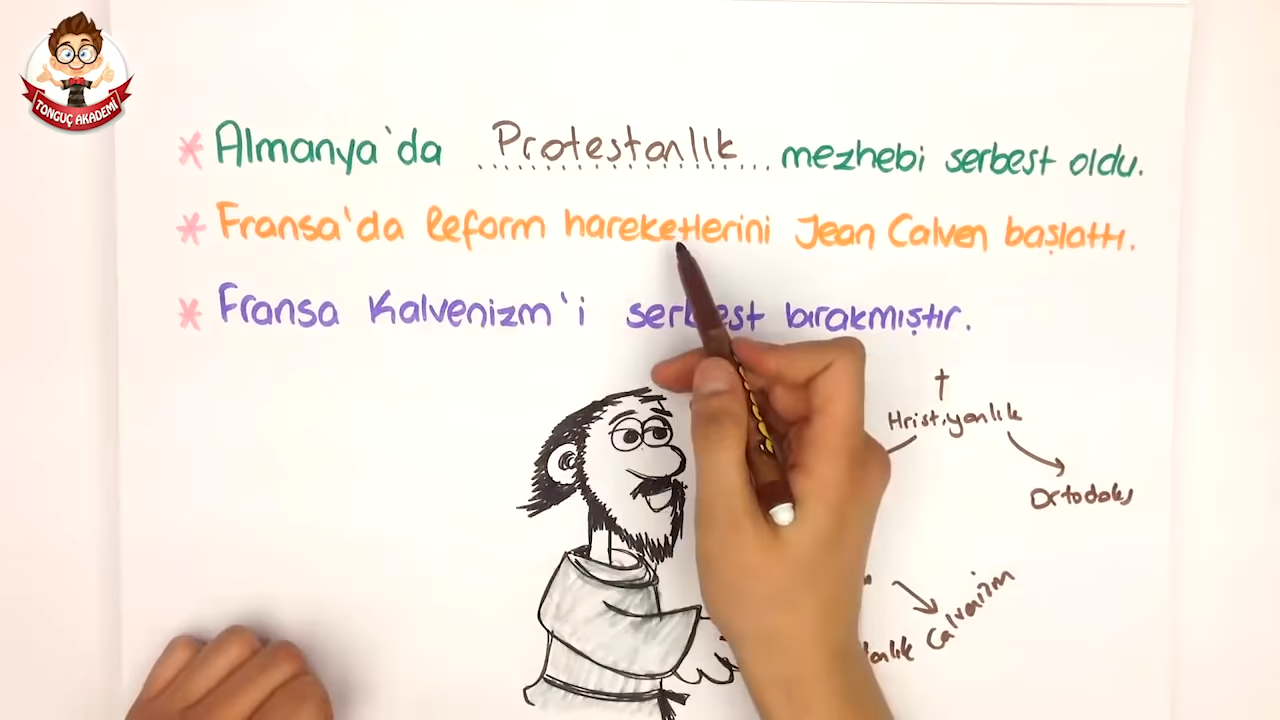 TONGUÇ AKADEMİ
* Almanya'da Protestanlık mezhebi serbest oldu.
* Fransa'da Reform hareketlerini Jean Calven başlattı.
* Fransa Kalvenizm'i serbest bırakmıştır.
Hristiyanlık
Ortodoks
Calvenizm